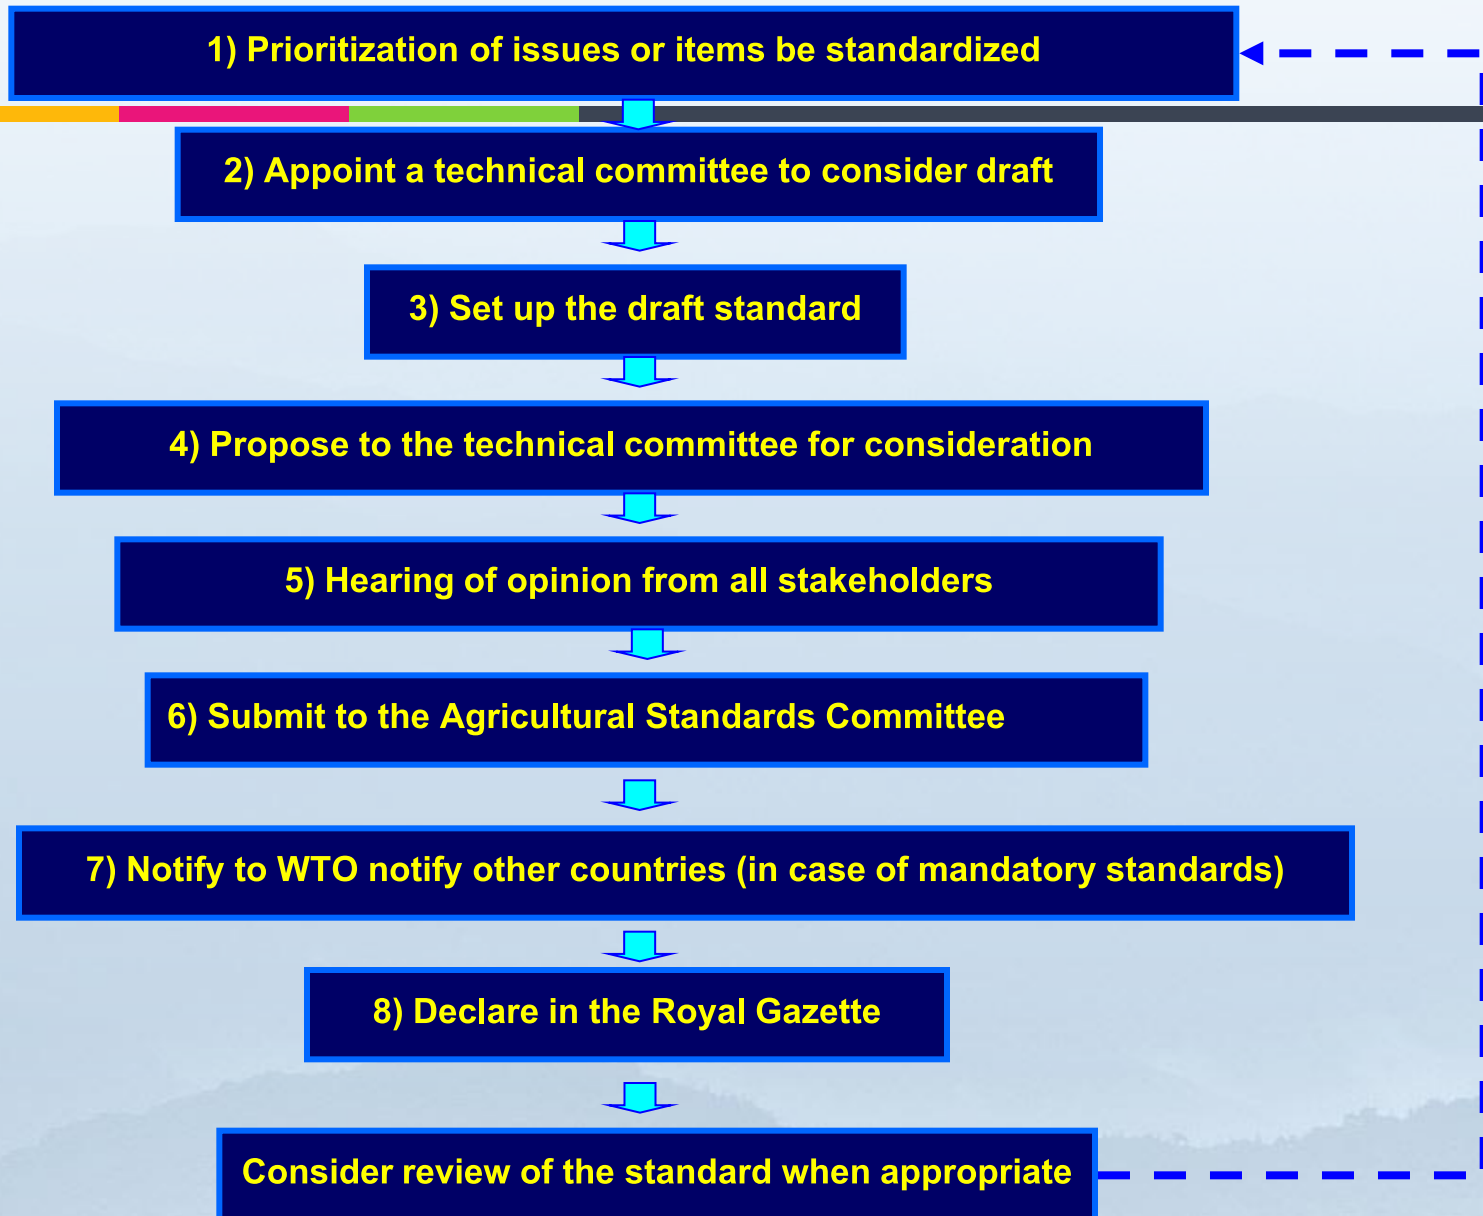 1) Prioritization of issues or items be standardized
2) Appoint a technical committee to consider draft
3) Set up the draft standard
4) Propose to the technical committee for consideration
5) Hearing of opinion from all stakeholders
6) Submit to the Agricultural Standards Committee
7) Notify to WTO notify other countries (in case of mandatory standards)
8) Declare in the Royal Gazette
Consider review of the standard when appropriate